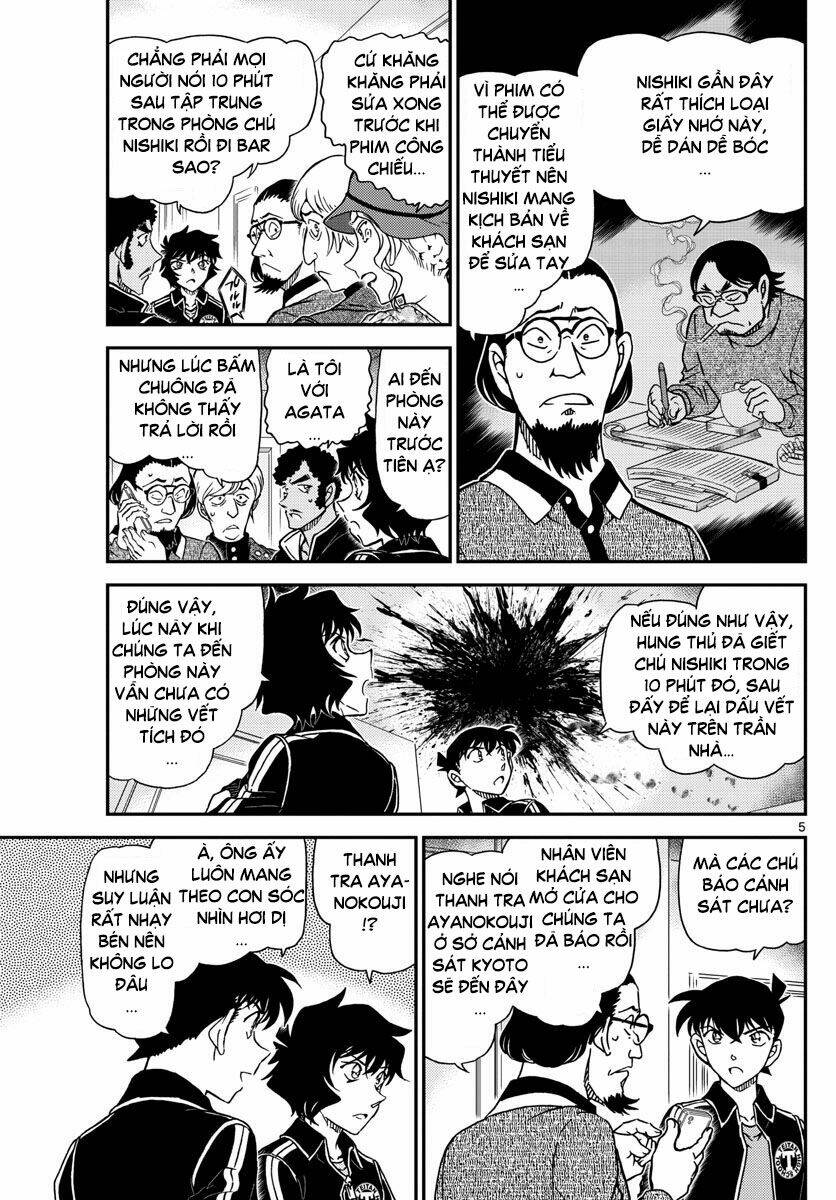 NISHIKI GẦN ĐÂY
RẤT THÍCH LOẠI
GIẤY NHỚ NÀY,
DỄ DÁN DỄ BÓC
...
VÌ PHIM CÓ
THỂ ĐƯỢC
CHUYỂN
THÀNH TIỂU
THUYẾT NÊN
NISHIKI MANG
KỊCH BẢN VỀ
KHÁCH SẠN
ĐỂ SỬA TAY
...
CỨ KHĂNG
KHĂNG PHẢI
SỬA XONG
TRƯỚC KHI
PHIM CÔNG
CHIẾU...
CHẲNG PHẢI MỌI
NGƯỜI NÓI 10 PHÚT
SAU TẬP TRUNG
TRONG PHÒNG CHÚ
NISHIKI RỒI ĐI BAR
SAO?
AI ĐẾN
PHÒNG
NÀY
TRƯỚC
TIÊN Ạ?
LÀ TÔI
VỚI
AGATA
...
NHƯNG LÚC BẤM
CHUÔNG ĐÃ
KHÔNG THẤY
TRẢ LỜI RỒI
NẾU ĐÚNG NHƯ VẬY,
HUNG THỦ ĐÃ GIẾT
CHÚ NISHIKI TRONG
10 PHÚT ĐÓ, SAU
ĐẤY ĐỂ LẠI DẤU VẾT
NÀY TRÊN TRẦN
NHÀ...
ĐÚNG VẬY,
LÚC NÀY KHI
CHÚNG TA ĐẾN
PHÒNG NÀY
VẪN CHƯA CÓ
NHỮNG VẾT
TÍCH ĐÓ
...
5
MÀ CÁC CHÚ
BÁO CẢNH
SÁT CHƯA?
NHÂN VIÊN
KHÁCH SẠN
MỞ CỬA CHO
CHÚNG TA
ĐÃ BÁO RỒI
...
NGHE NÓI
THANH TRA
AYANOKOUJI
Ở SỞ CẢNH
SÁT KYOTO
SẼ ĐẾN ĐÂY
...
THANH
TRA AYA-
NOKOUJI
!?
À, ÔNG ẤY
LUÔN MANG
THEO CON SÓC
NHÌN HƠI DỊ
...
NHƯNG
SUY LUẬN
RẤT NHẠY
BÉN NÊN
KHÔNG LO
ĐÂU
...